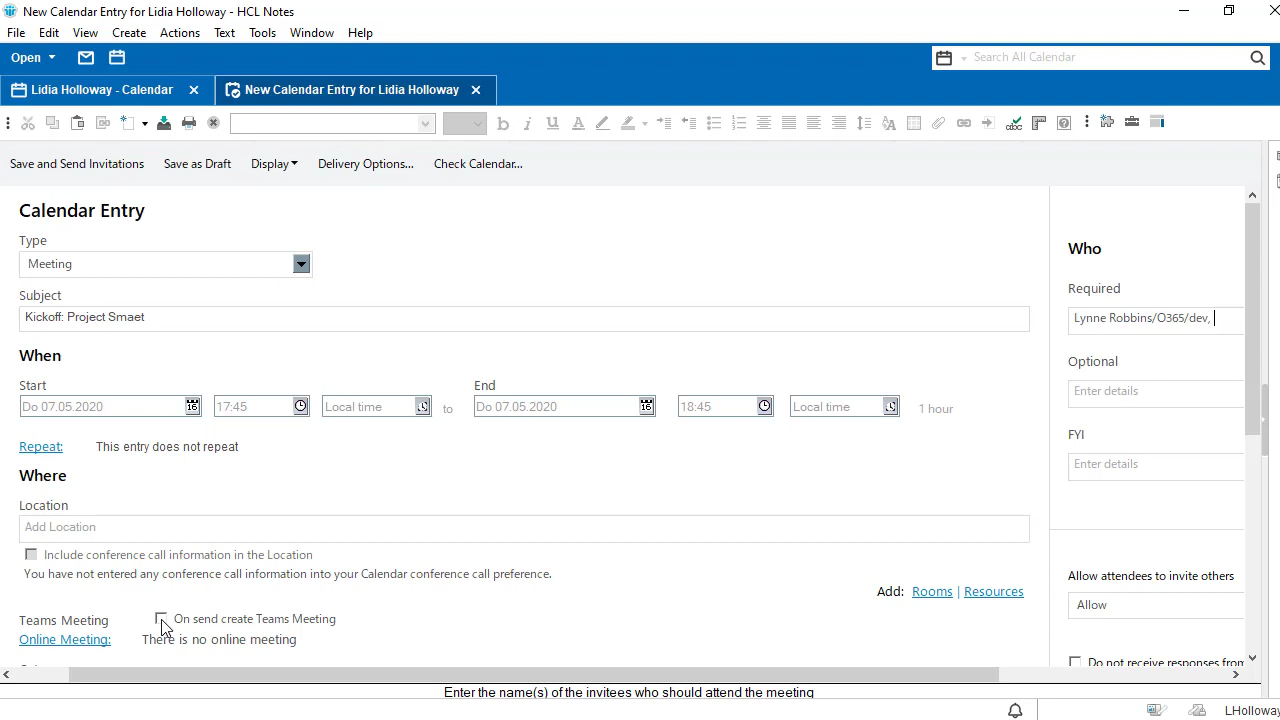 New Calendar Entry for Lidia Holloway - HCL Notes
File Edit View Create Actions Text Tools Window Help
Open Search All Calendar
Lidia Holloway - Calendar New Calendar Entry for Lidia Holloway
Save and Send Invitations Save as Draft Display Delivery Options... Check Calendar...
Calendar Entry
Type
Meeting
Subject
Kickoff: Project Smaet
When
Start End
Do 07.05.2020 17:45 Local time to Do 07.05.2020 18:45 Local time 1 hour
Repeat: This entry does not repeat
Where
Location
Add Location
Include conference call information in the Location
You have not entered any conference call information into your Calendar conference call preference.
Add: Rooms | Resources
Teams Meeting On send create Teams Meeting
Online Meeting: There is no online meeting
Who
Required
Lynne Robbins/O365/dev,
Optional
Enter details
FYI
Enter details
Allow attendees to invite others
Allow
Do not receive responses from
Enter the name(s) of the invitees who should attend the meeting
LHolloway